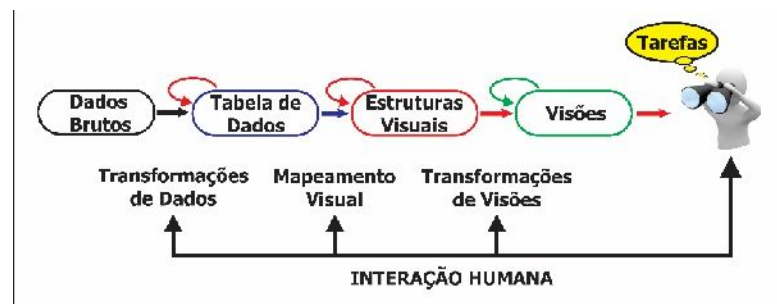 Tarefas
Dados
Brutos
Tabela de
Dados
Estruturas
Visuais
Visões
Transformações
de Dados
Mapeamento
Visual
Transformações
de Visões
INTERAÇÃO HUMANA